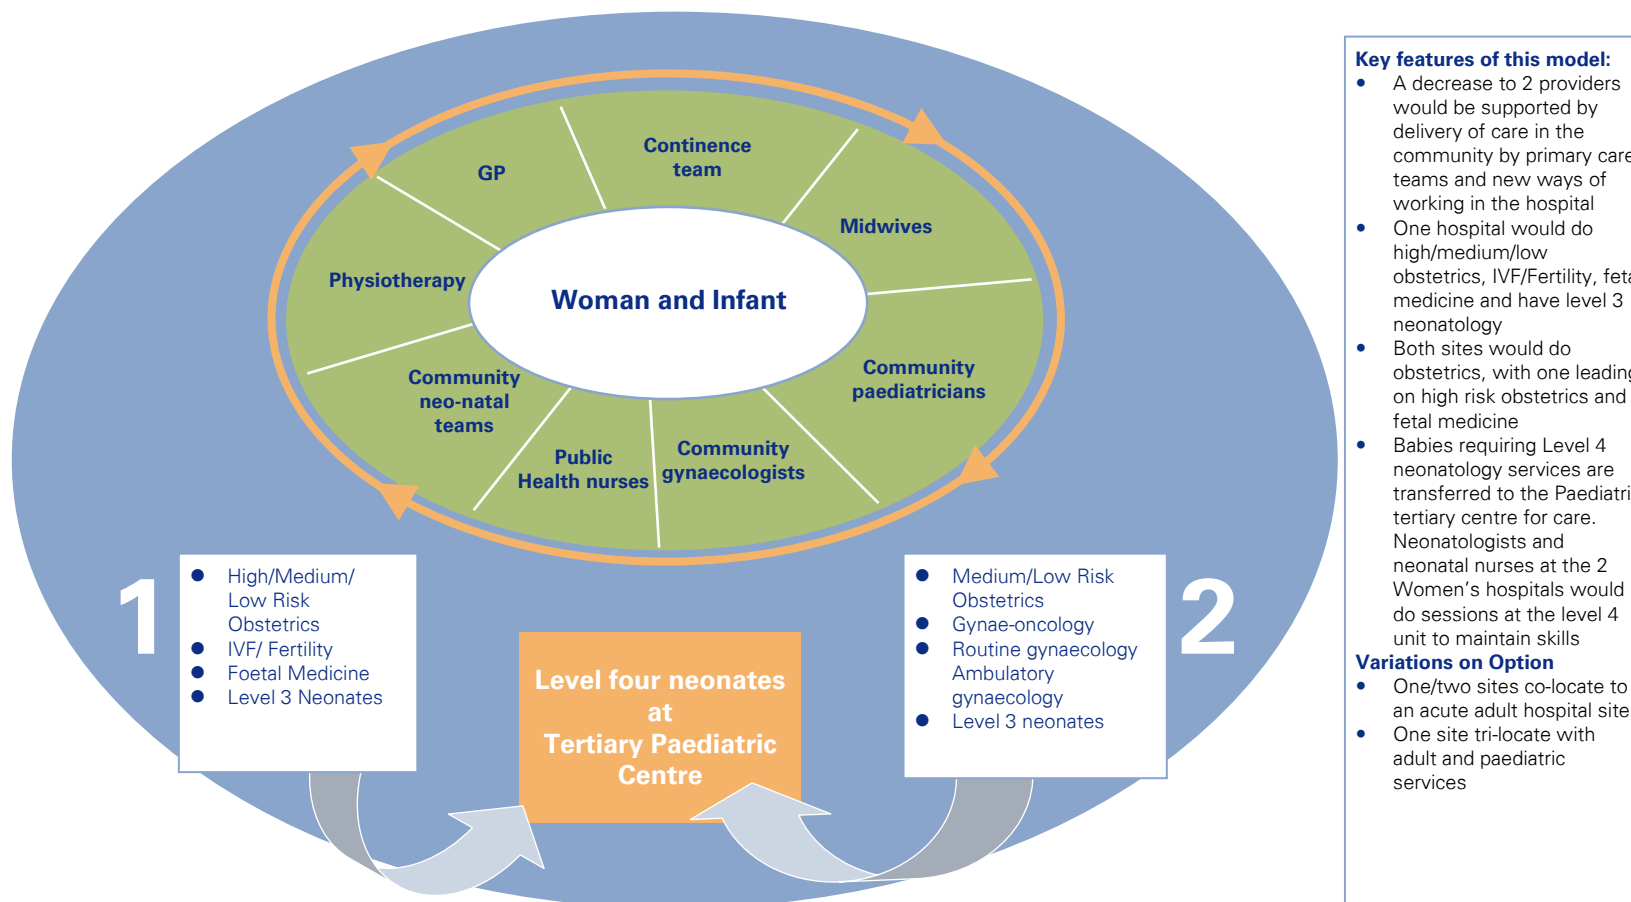 GP
Continence
team
Midwives
Physiotherapy
Woman and Infant
Community
paediatricians
Community
neo-natal
teams
Public
Health nurses
Community
gynaecologists
1
High/Medium/
Low Risk
Obstetrics
IVF/ Fertility
Foetal Medicine
Level 3 Neonates
Level four neonates
at
Tertiary Paediatric
Centre
Medium/Low Risk
Obstetrics
Gynae-oncology
Routine gynaecology
Ambulatory
gynaecology
Level 3 neonates
2
Key features of this model:
A decrease to 2 providers
would be supported by
delivery of care in the
community by primary care
teams and new ways of
working in the hospital
One hospital would do
high/medium/low
obstetrics, IVF/Fertility,
medicine and have level 3
neonatology
Both sites would do
obstetrics, with one leading
on high risk obstetrics and
fetal medicine
Babies requiring Level 4
neonatology services are
transferred to the
tertiary centre for care.
Neonatologists and
neonatal nurses at the 2
Women's hospitals would
do sessions at the level 4
unit to maintain skills
Variations on Option
One/two sites co-locate to
an acute adult hospital site
One site tri-locate with
adult and paediatric
services